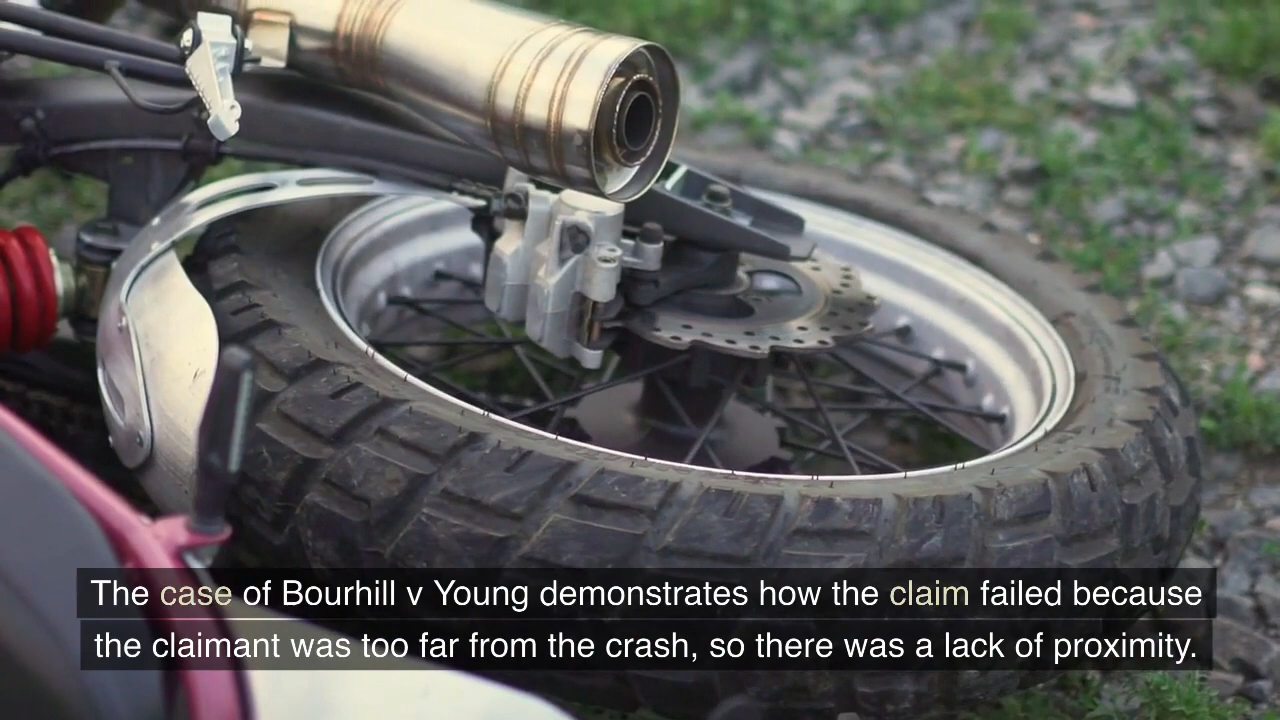 The case of Bourhill v Young demonstrates how the claim failed because
the claimant was too far from the crash, so there was a lack of proximity.